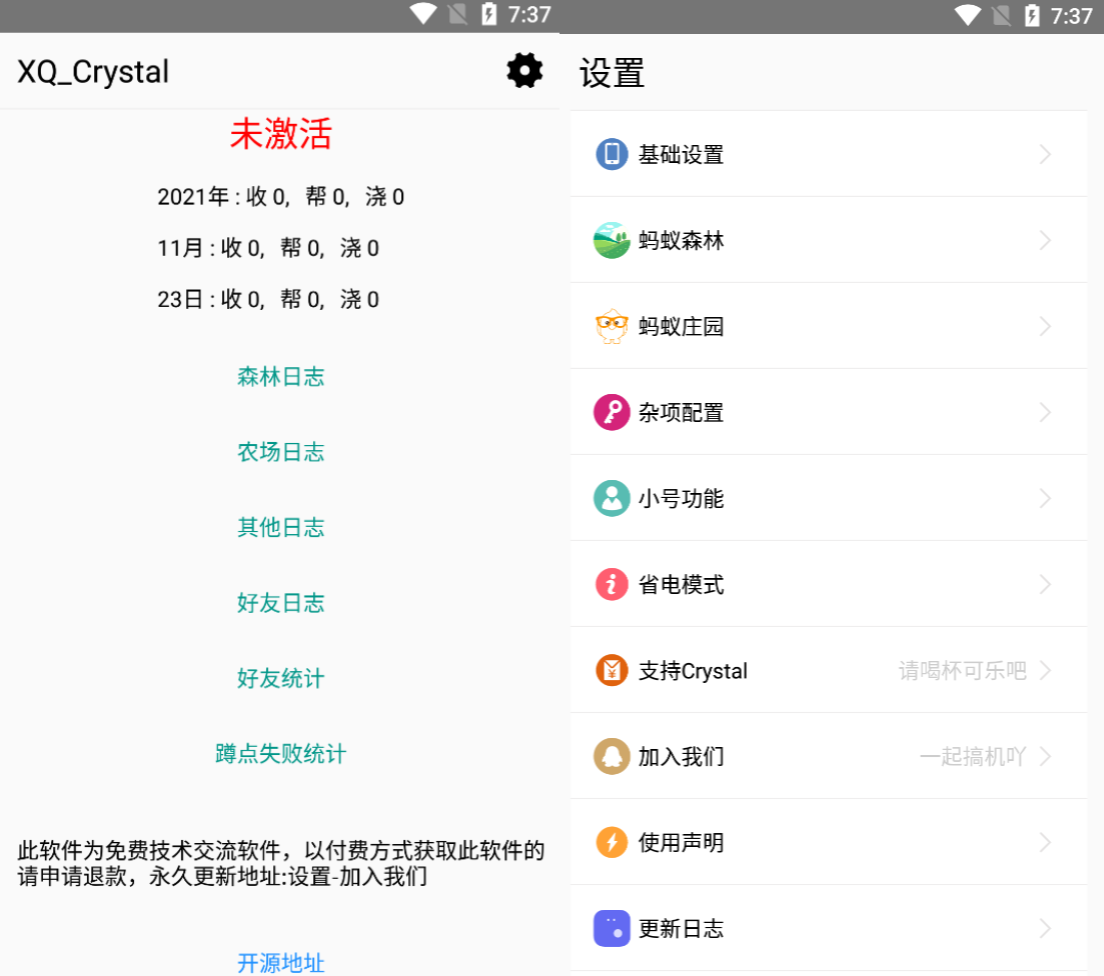 7:37
XQ_Crystal
未激活
2021年 : 收 0, 帮 0, 浇 0
11月 : 收 0, 帮 0, 浇 0
23日 : 收 0, 帮 0, 浇 0
森林日志
农场日志
其他日志
好友日志
好友统计
蹲点失败统计
此软件为免费技术交流软件，以付费方式获取此软件的
请申请退款，永久更新地址:设置-加入我们
开源地址
7:37
设置
基础设置
蚂蚁森林
蚂蚁庄园
杂项配置
小号功能
省电模式
支持Crystal 请喝杯可乐吧
加入我们 一起搞机吖
使用声明
更新日志